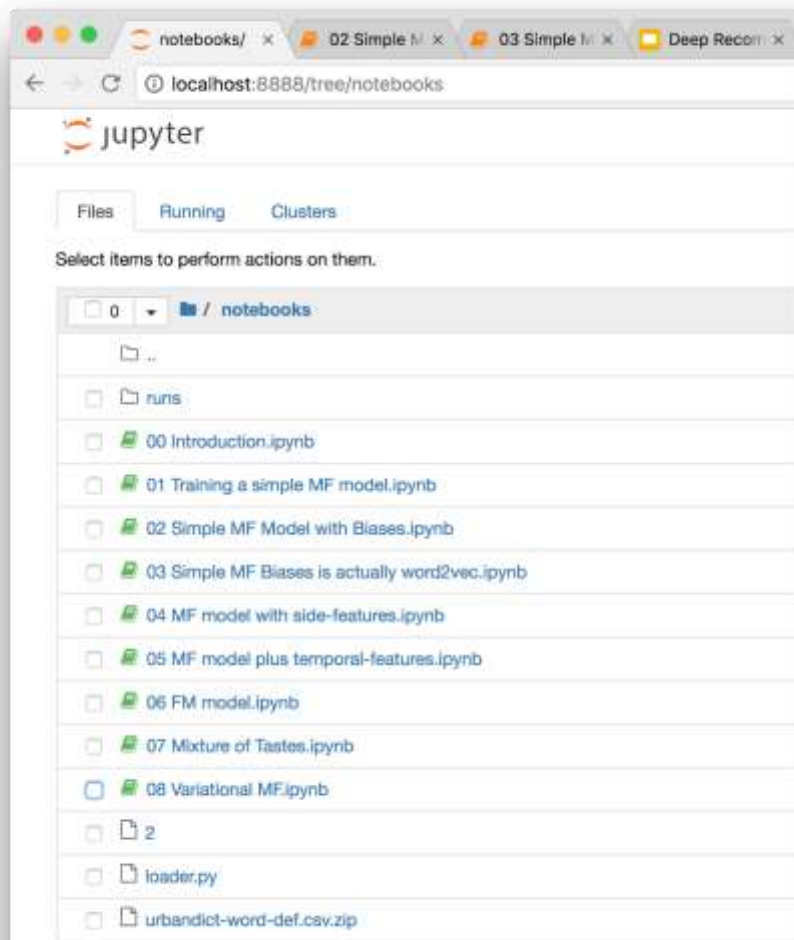 notebooks/ × 02 Simple M × 03 Simple M × Deep Recom ×
localhost:8888/tree/notebooks
jupyter
Files Running Clusters
Select items to perform actions on them.
0 / notebooks
..
runs
00 Introduction.ipynb
01 Training a simple MF model.ipynb
02 Simple MF Model with Biases.ipynb
03 Simple MF Biases is actually word2vec.ipynb
04 MF model with side-features.ipynb
05 MF model plus temporal-features.ipynb
06 FM model.ipynb
07 Mixture of Tastes.ipynb
08 Variational MF.ipynb
2
loader.py
urbandict-word-def.csv.zip